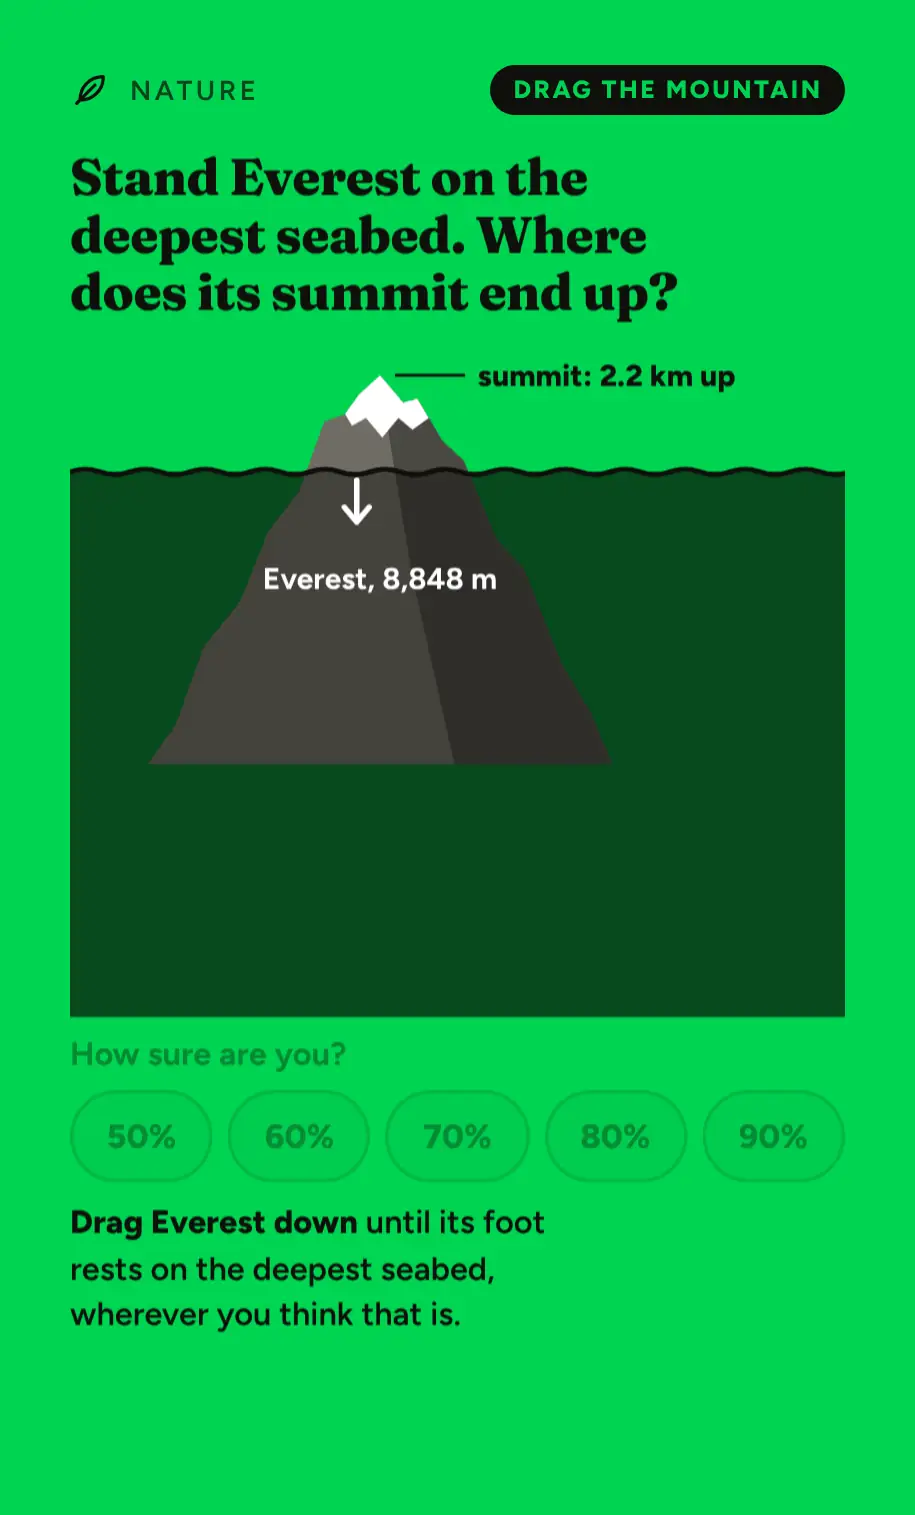 NATURE
DRAG THE MOUNTAIN
Stand Everest on the
deepest seabed. Where
does its summit end up?
summit: 2.2 km up
Everest, 8,848 m
How sure are you?
50%
60%
70%
80%
90%
Drag Everest down until its foot
rests on the deepest seabed,
wherever you think that is.